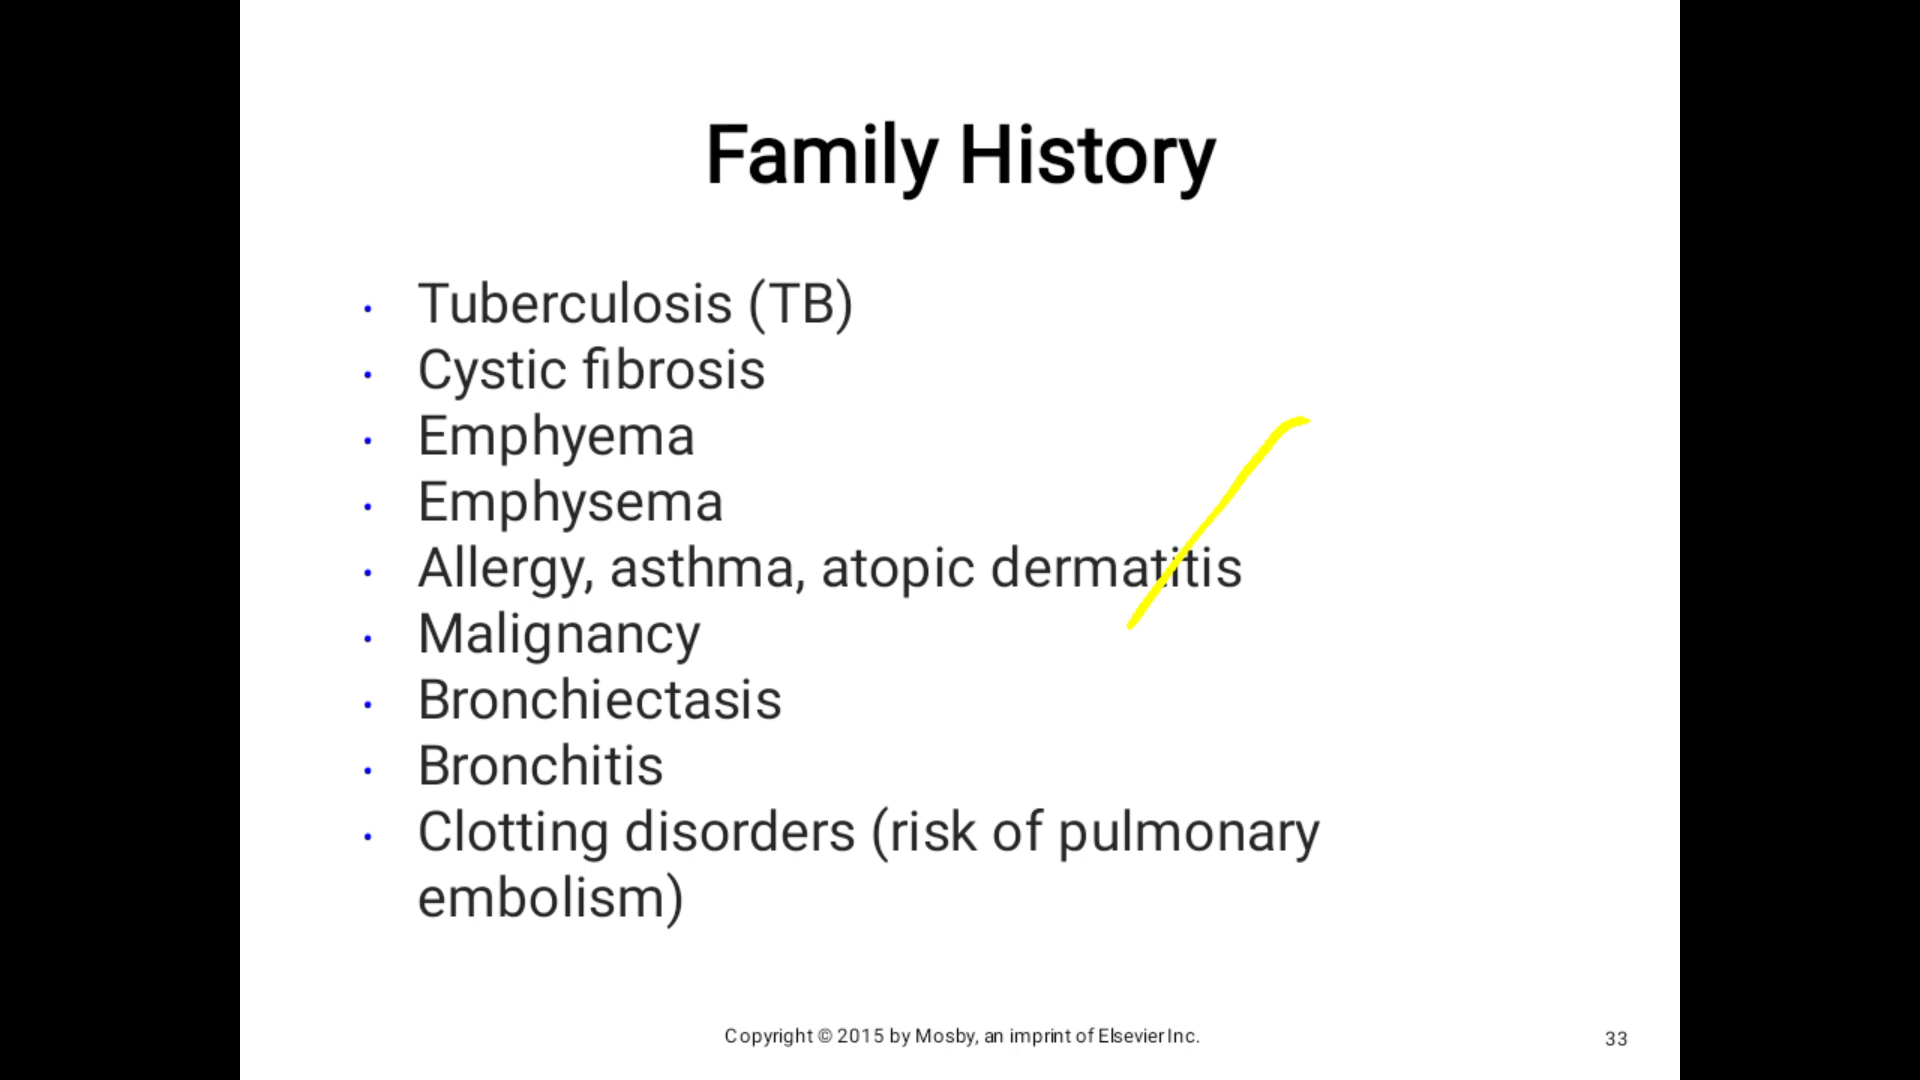 Family History
• Tuberculosis (TB)
• Cystic fibrosis
• Emphyema
• Emphysema
• Allergy, asthma, atopic dermatitis
• Malignancy
• Bronchiectasis
• Bronchitis
• Clotting disorders (risk of pulmonary
embolism)
Copyright © 2015 by Mosby, an imprint of Elsevier Inc.
33